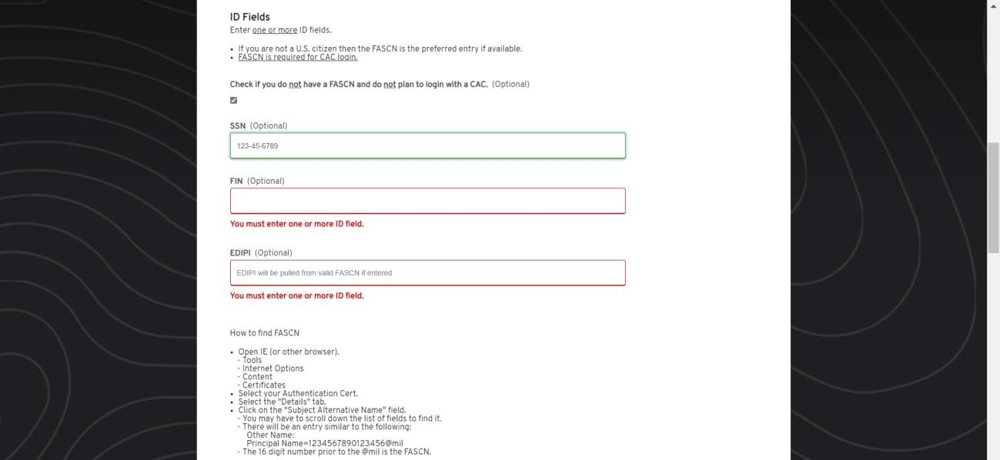 ID Fields
Enter one or more ID fields.
• If you are not a U.S. citizen then the FASCN is the preferred entry if available.
• FASCN is required for CAC login.
Check if you do not have a FASCN and do not plan to login with a CAC. (Optional)
SSN (Optional)
123-45-6789
FIN (Optional)
You must enter one or more ID field.
EDIPI (Optional)
EDIPI will be pulled from valid FASCN if entered
You must enter one or more ID field.
How to find FASCN
• Open IE (or other browser).
- Tools
- Internet Options
- Content
- Certificates
• Select your Authentication Cert.
• Select the "Details" tab.
• Click on the "Subject Alternative Name" field.
- You may have to scroll down the list of fields to find it.
- There will be an entry similar to the following:
Other Name:
Principal Name=1234567890123456@mil
- The 16 digit number prior to the @mil is the FASCN.